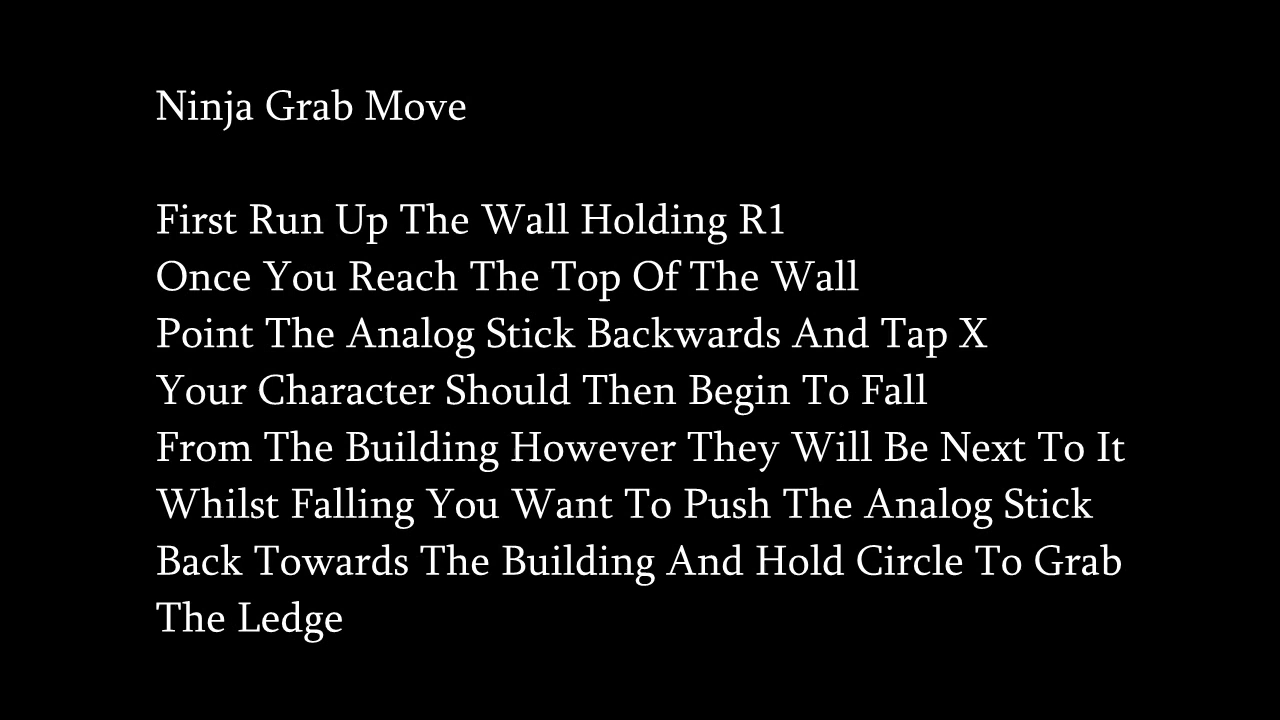 Ninja Grab Move
First Run Up The Wall Holding R1
Once You Reach The Top Of The Wall
Point The Analog Stick Backwards And Tap X
Your Character Should Then Begin To Fall
From The Building However They Will Be Next To It
Whilst Falling You Want To Push The Analog Stick
Back Towards The Building And Hold Circle To Grab
The Ledge